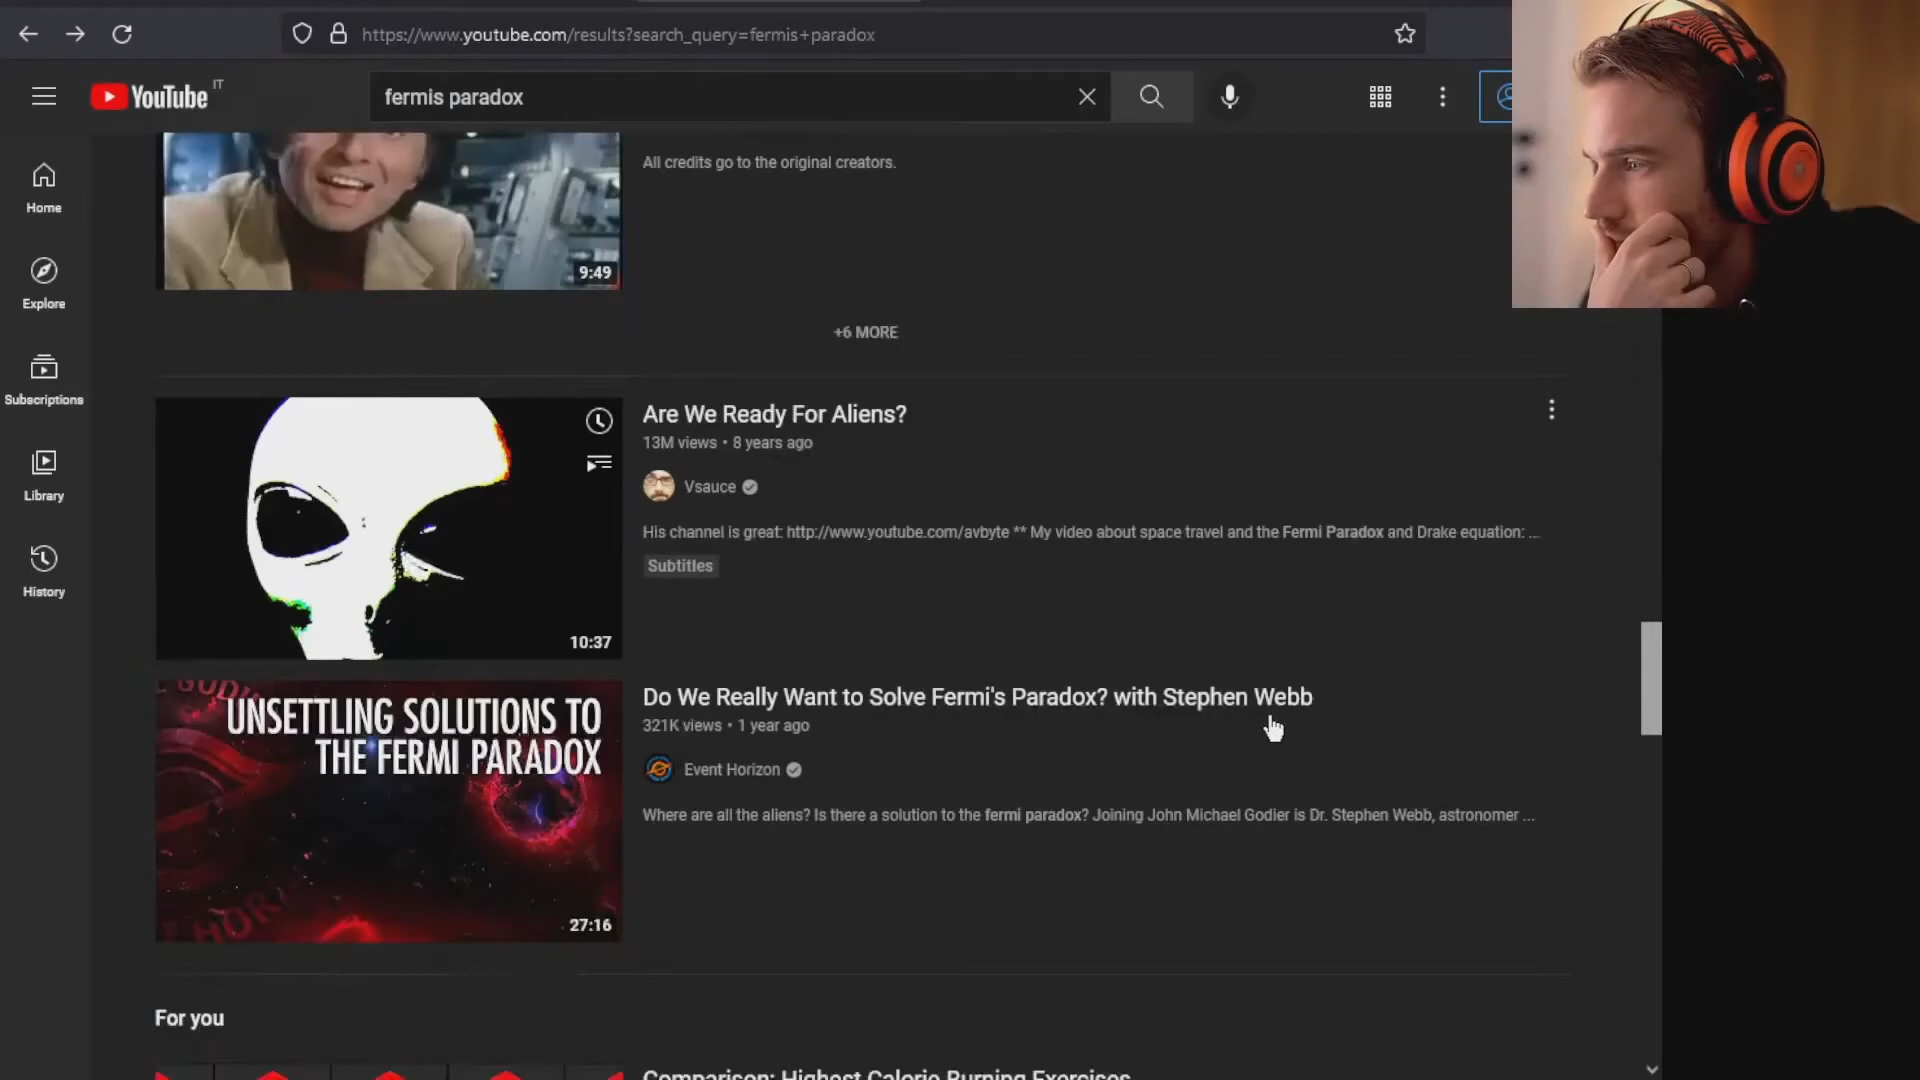 https://www.youtube.com/results?search_query=fermis+paradox
YouTube IT
fermis paradox
Home
Explore
Subscriptions
Library
History
9:49
All credits go to the original creators.
+6 MORE
10:37
Are We Ready For Aliens?
13M views • 8 years ago
Vsauce
His channel is great: http://www.youtube.com/avbyte ** My video about space travel and the Fermi Paradox and Drake equation: ...
Subtitles
UNSETTLING SOLUTIONS TO
THE FERMI PARADOX
27:16
Do We Really Want to Solve Fermi's Paradox? with Stephen Webb
321K views • 1 year ago
Event Horizon
Where are all the aliens? Is there a solution to the fermi paradox? Joining John Michael Godier is Dr. Stephen Webb, astronomer ...
For you
Comparison: Highest Calorie Burning Exercises